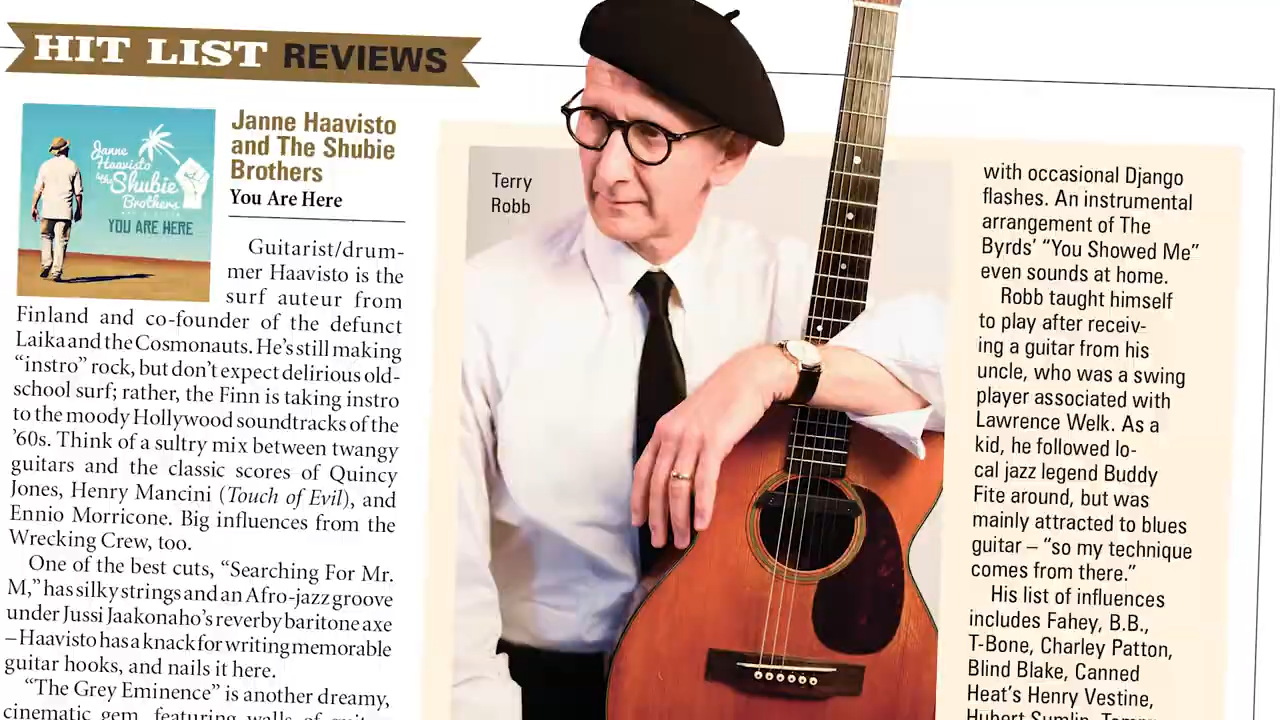 HIT LIST REVIEWS
Janne
Haavisto
& the
Shubie
Brothers
YOU ARE HERE
Janne Haavisto
and The Shubie
Brothers
You Are Here
Guitarist/drum-
mer Haavisto is the
surf auteur from
Finland and co-founder of the defunct
Laika and the Cosmonauts. He’s still making
“instro” rock, but don’t expect delirious old-
school surf; rather, the Finn is taking instro
to the moody Hollywood soundtracks of the
’60s. Think of a sultry mix between twangy
guitars and the classic scores of Quincy
Jones, Henry Mancini (Touch of Evil), and
Ennio Morricone. Big influences from the
Wrecking Crew, too.
One of the best cuts, “Searching For Mr.
M,” has silky strings and an Afro-jazz groove
under Jussi Jaakonaho’s reverby baritone axe
– Haavisto has a knack for writing memorable
guitar hooks, and nails it here.
“The Grey Eminence” is another dreamy,
cinematic gem, featuring walls of guitar
Terry
Robb
with occasional Django
flashes. An instrumental
arrangement of The
Byrds’ “You Showed Me”
even sounds at home.
Robb taught himself
to play after receiv-
ing a guitar from his
uncle, who was a swing
player associated with
Lawrence Welk. As a
kid, he followed lo-
cal jazz legend Buddy
Fite around, but was
mainly attracted to blues
guitar – “so my technique
comes from there.”
His list of influences
includes Fahey, B.B.,
T-Bone, Charley Patton,
Blind Blake, Canned
Heat’s Henry Vestine,
Hubert Sumlin, Tommy